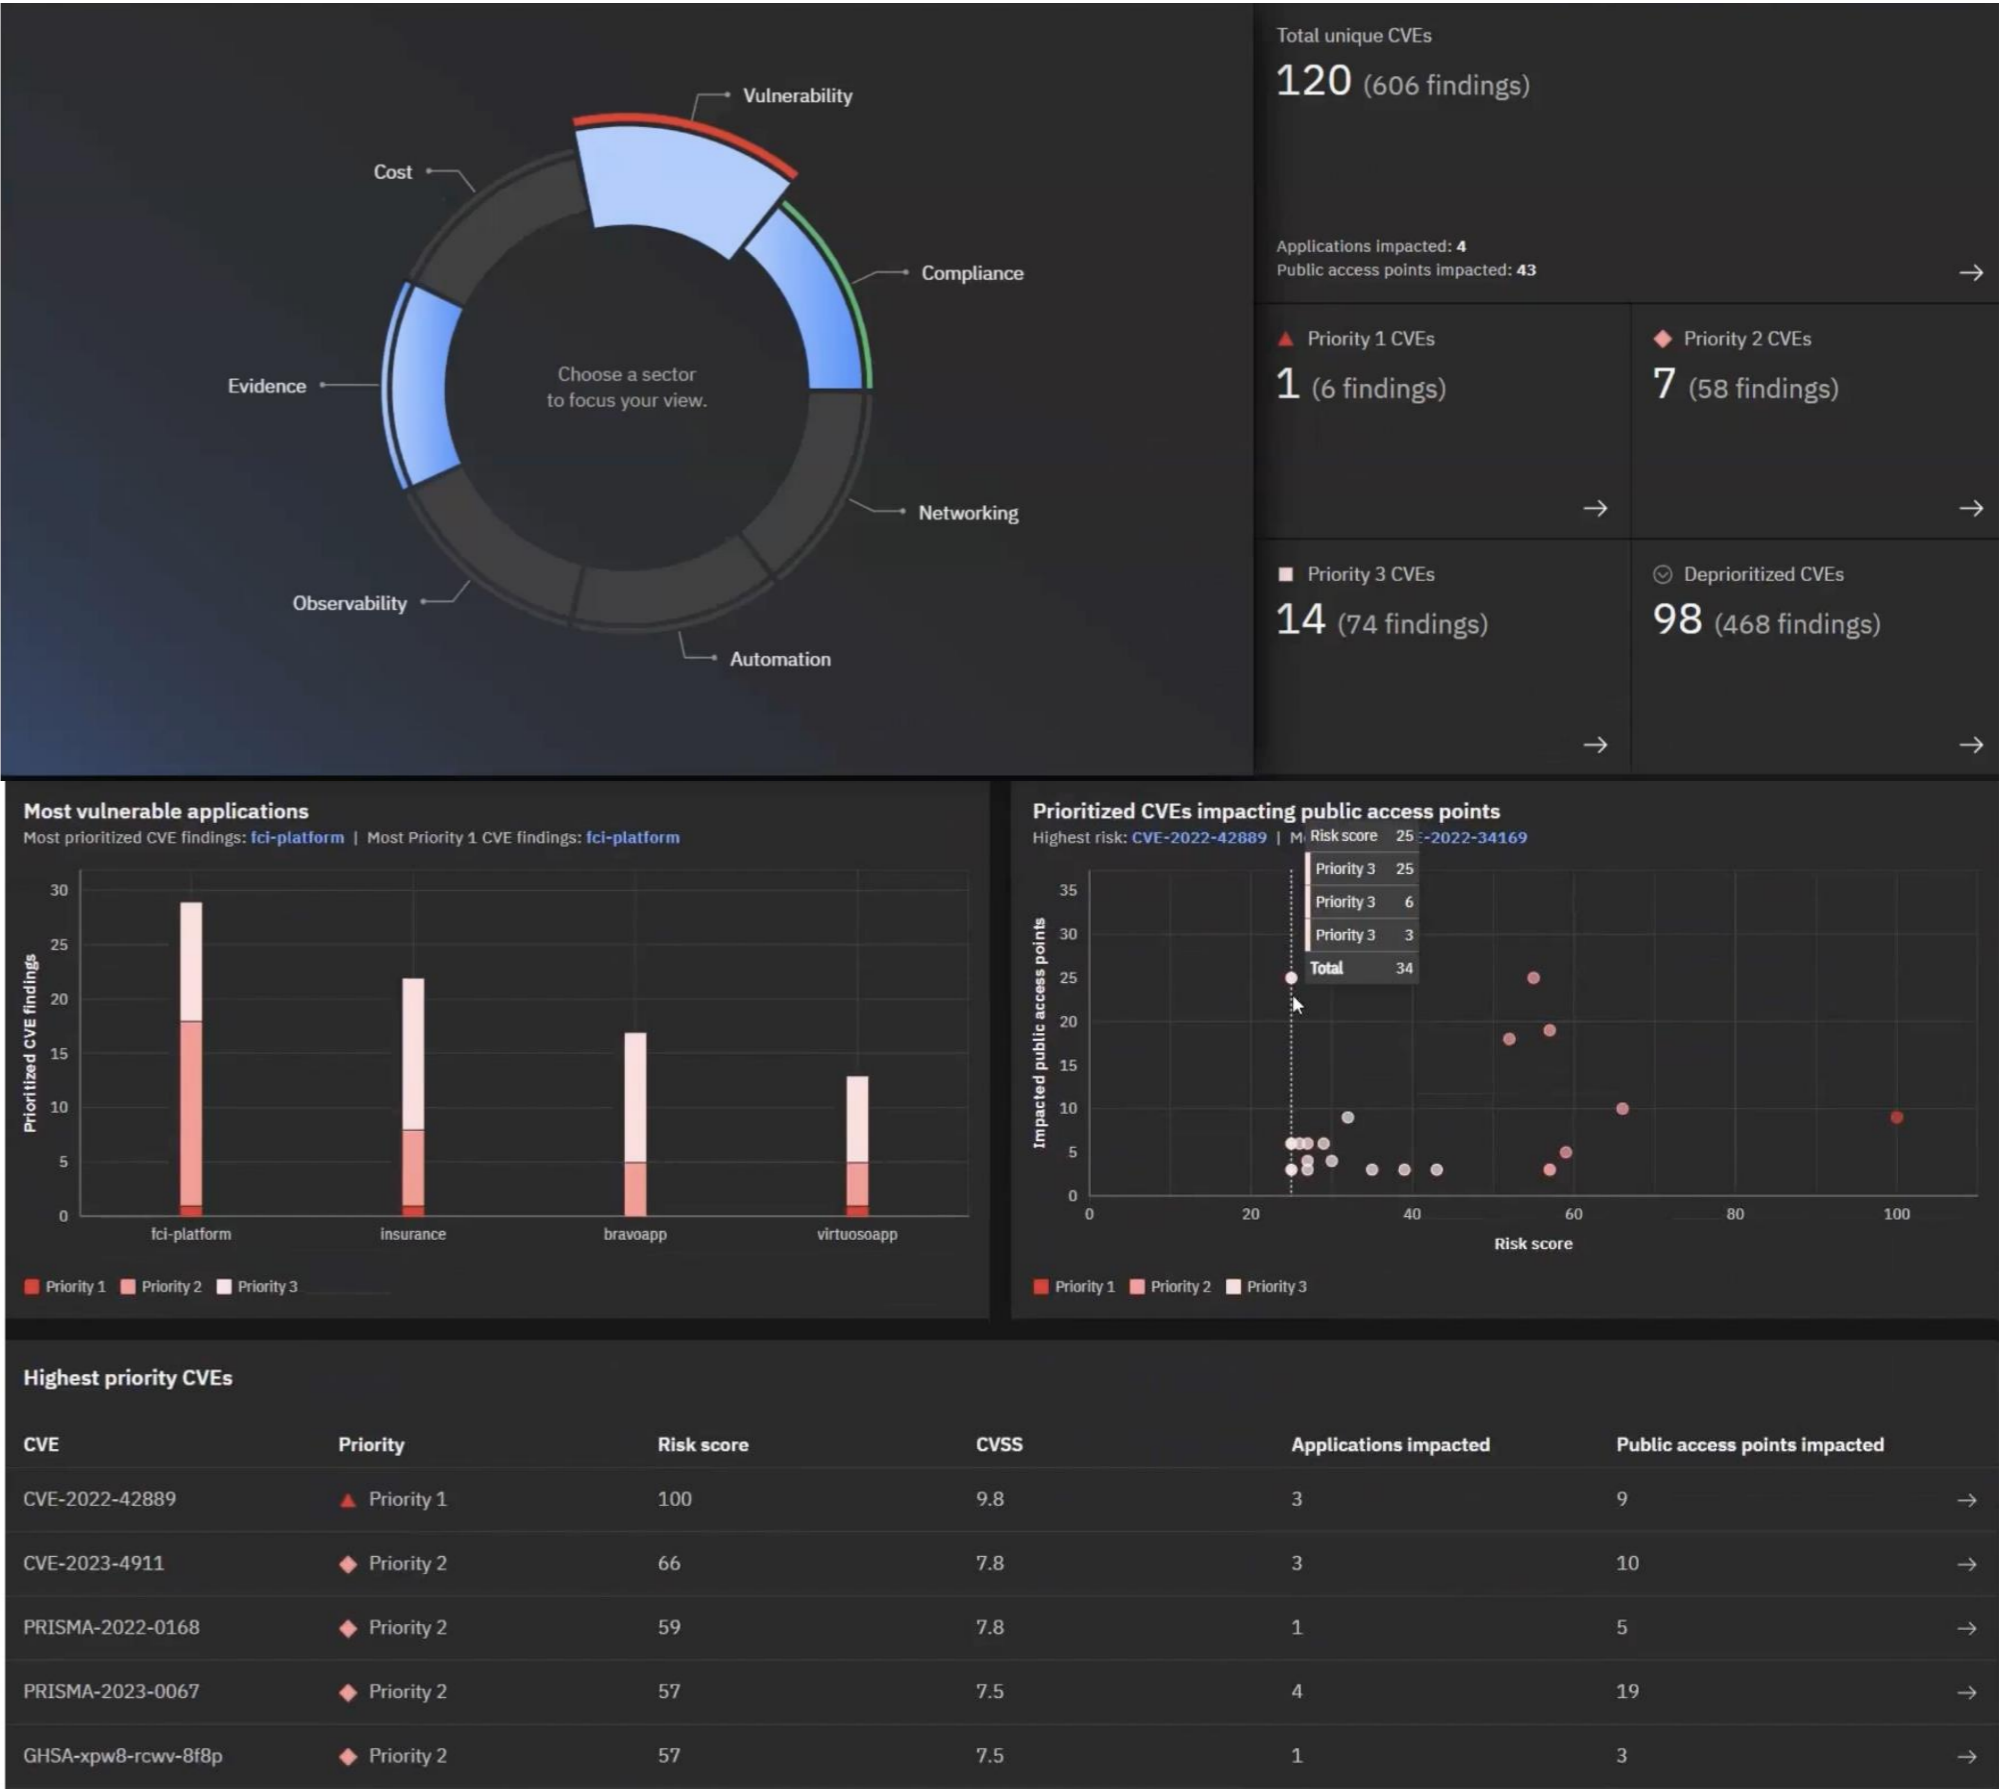 Vulnerability
Cost
Compliance
Evidence
Choose a sector
to focus your view.
Networking
Observability
Automation
Total unique CVEs
120 (606 findings)
Applications impacted: 4
Public access points impacted: 43
Priority 1 CVEs
1 (6 findings)
Priority 2 CVEs
7 (58 findings)
Priority 3 CVEs
14 (74 findings)
Deprioritized CVEs
98 (468 findings)
Most vulnerable applications
Most prioritized CVE findings: fci-platform | Most Priority 1 CVE findings: fci-platform
Prioritized CVE findings
30
25
20
15
10
5
0
fci-platform insurance bravoapp virtuosoapp
Priority 1 Priority 2 Priority 3
Prioritized CVEs impacting public access points
Highest risk: CVE-2022-42889 | -2022-34169
Risk score 25
Priority 3 25
Priority 3 6
Priority 3 3
Total 34
Impacted public access points
35
30
25
20
15
10
5
0
0 20 40 60 80 100
Risk score
Priority 1 Priority 2 Priority 3
Highest priority CVEs
CVE Priority Risk score CVSS Applications impacted Public access points impacted
CVE-2022-42889 Priority 1 100 9.8 3 9
CVE-2023-4911 Priority 2 66 7.8 3 10
PRISMA-2022-0168 Priority 2 59 7.8 1 5
PRISMA-2023-0067 Priority 2 57 7.5 4 19
GHSA-xpw8-rcwv-8f8p Priority 2 57 7.5 1 3